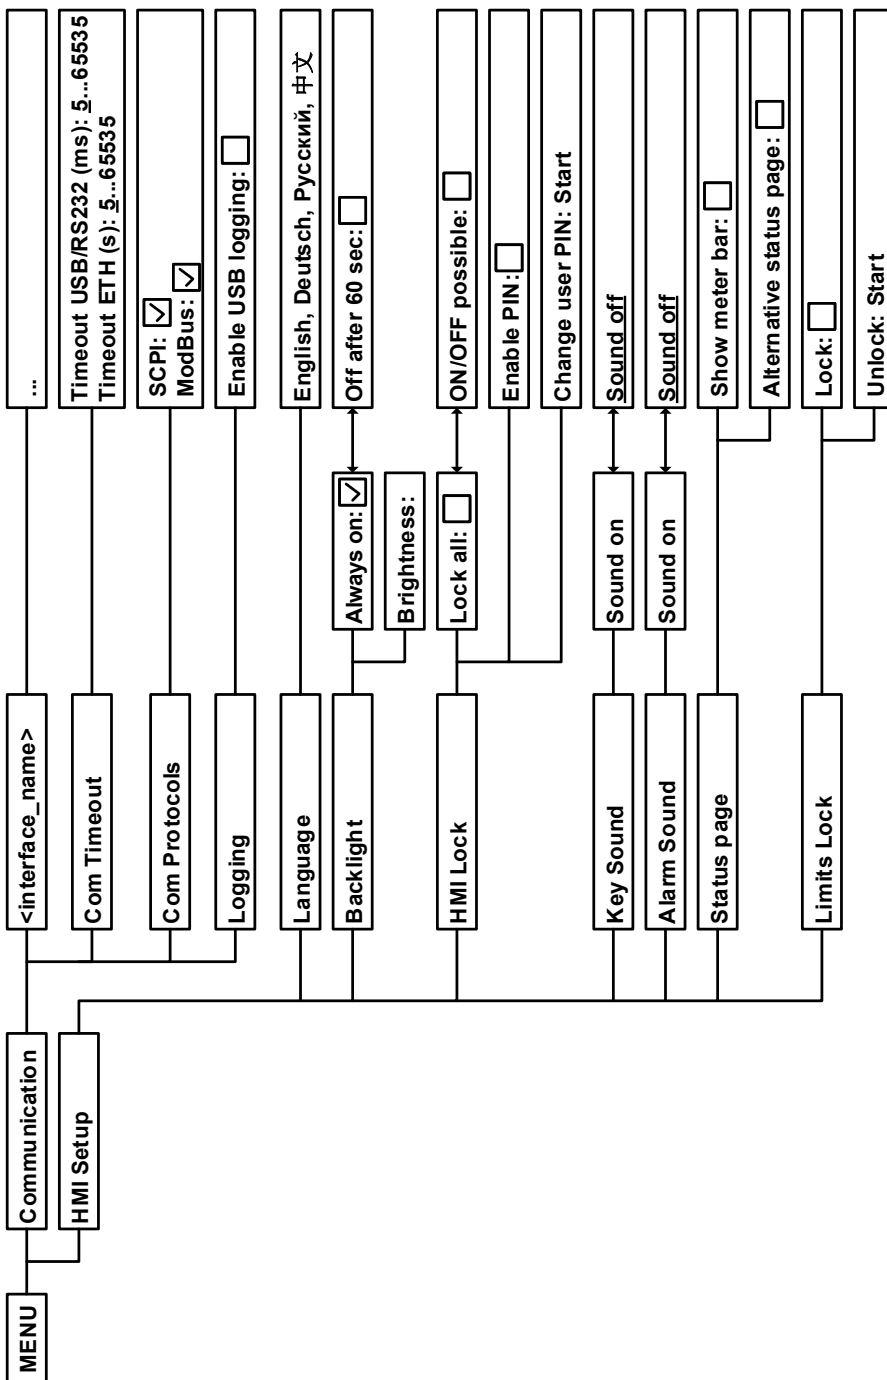 MENU
Communication
<interface_name>
...
Com Timeout
Timeout USB/RS232 (ms): 5...65535
Timeout ETH (s): 5...65535
Com Protocols
SCPI:
ModBus:
Logging
Enable USB logging:
HMI Setup
Language
English, Deutsch, Русский, 中文
Backlight
Always on:
Off after 60 sec:
Brightness:
HMI Lock
Lock all:
ON/OFF possible:
Enable PIN:
Change user PIN: Start
Key Sound
Sound on
Sound off
Alarm Sound
Sound on
Sound off
Status page
Show meter bar:
Alternative status page:
Limits Lock
Lock:
Unlock: Start